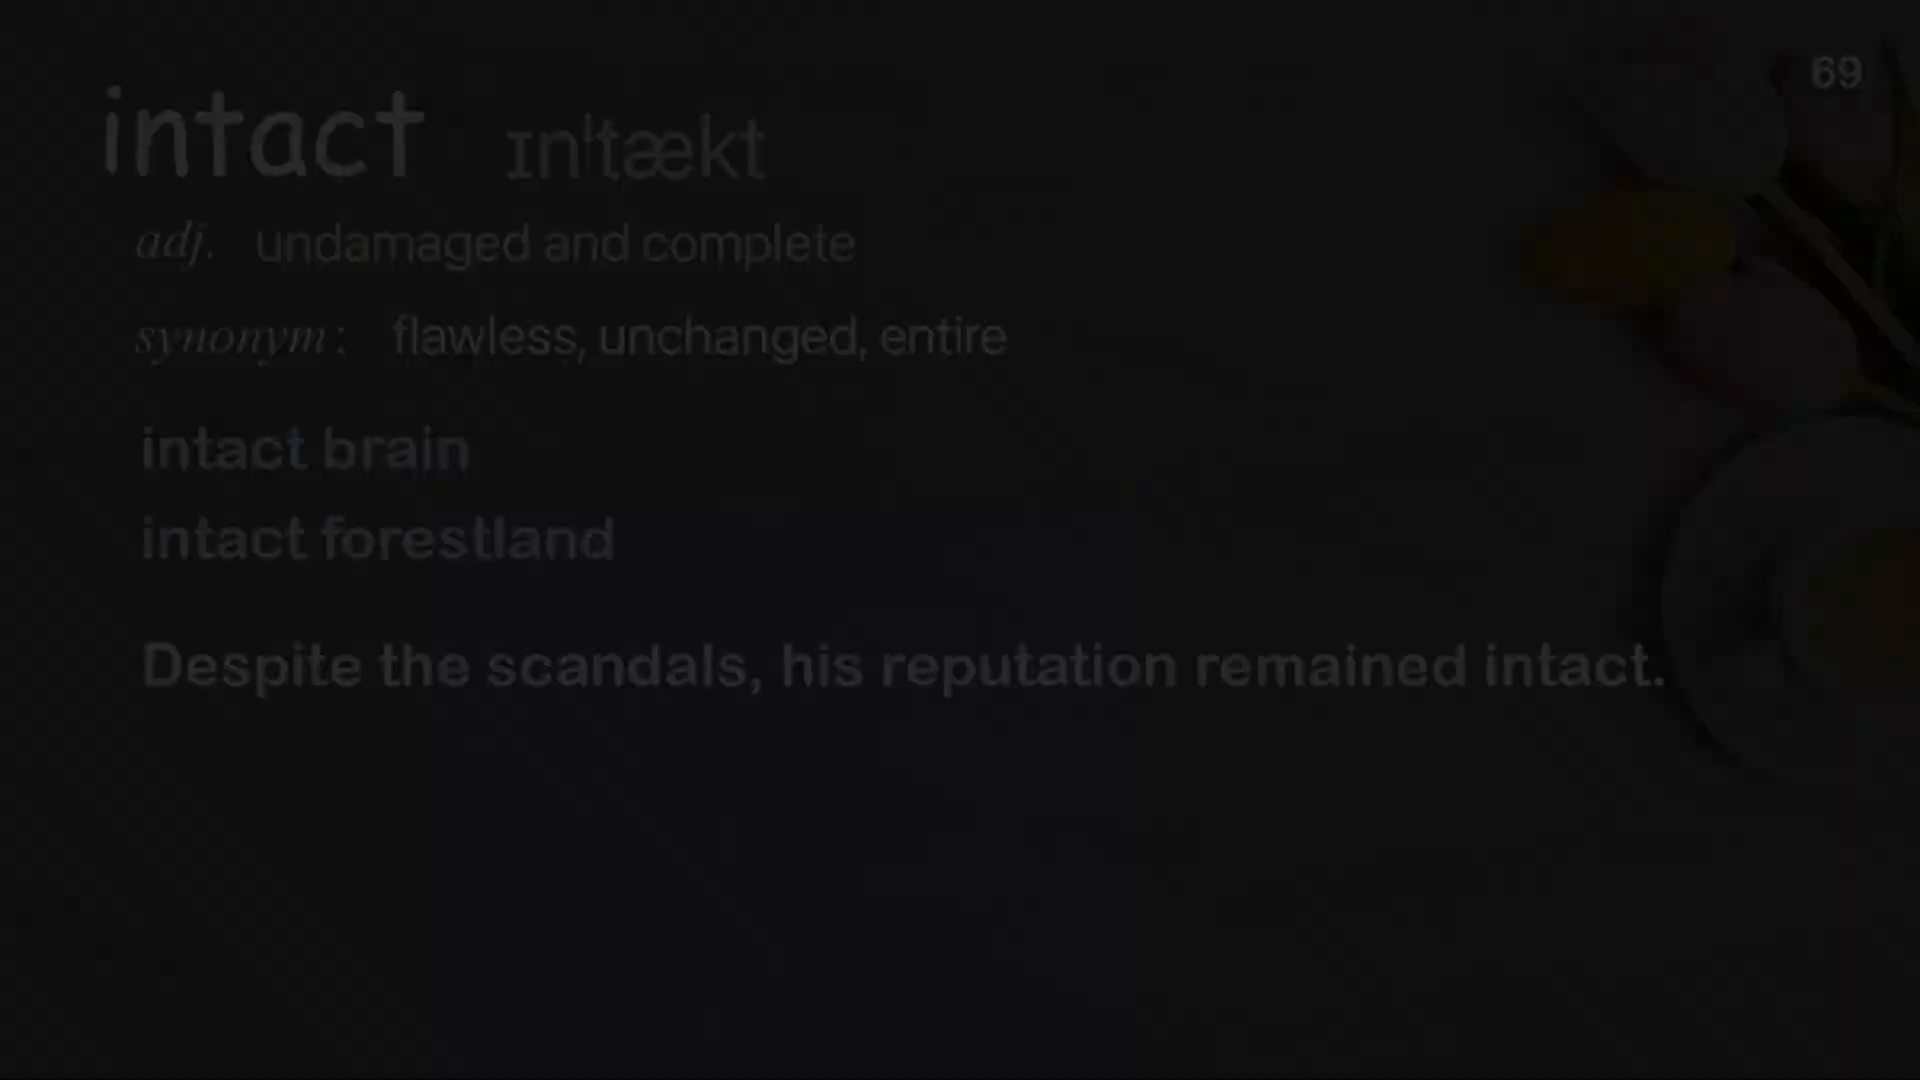 69
intact ɪnˈtækt
adj. undamaged and complete
synonym : flawless, unchanged, entire
intact brain
intact forestland
Despite the scandals, his reputation remained intact.